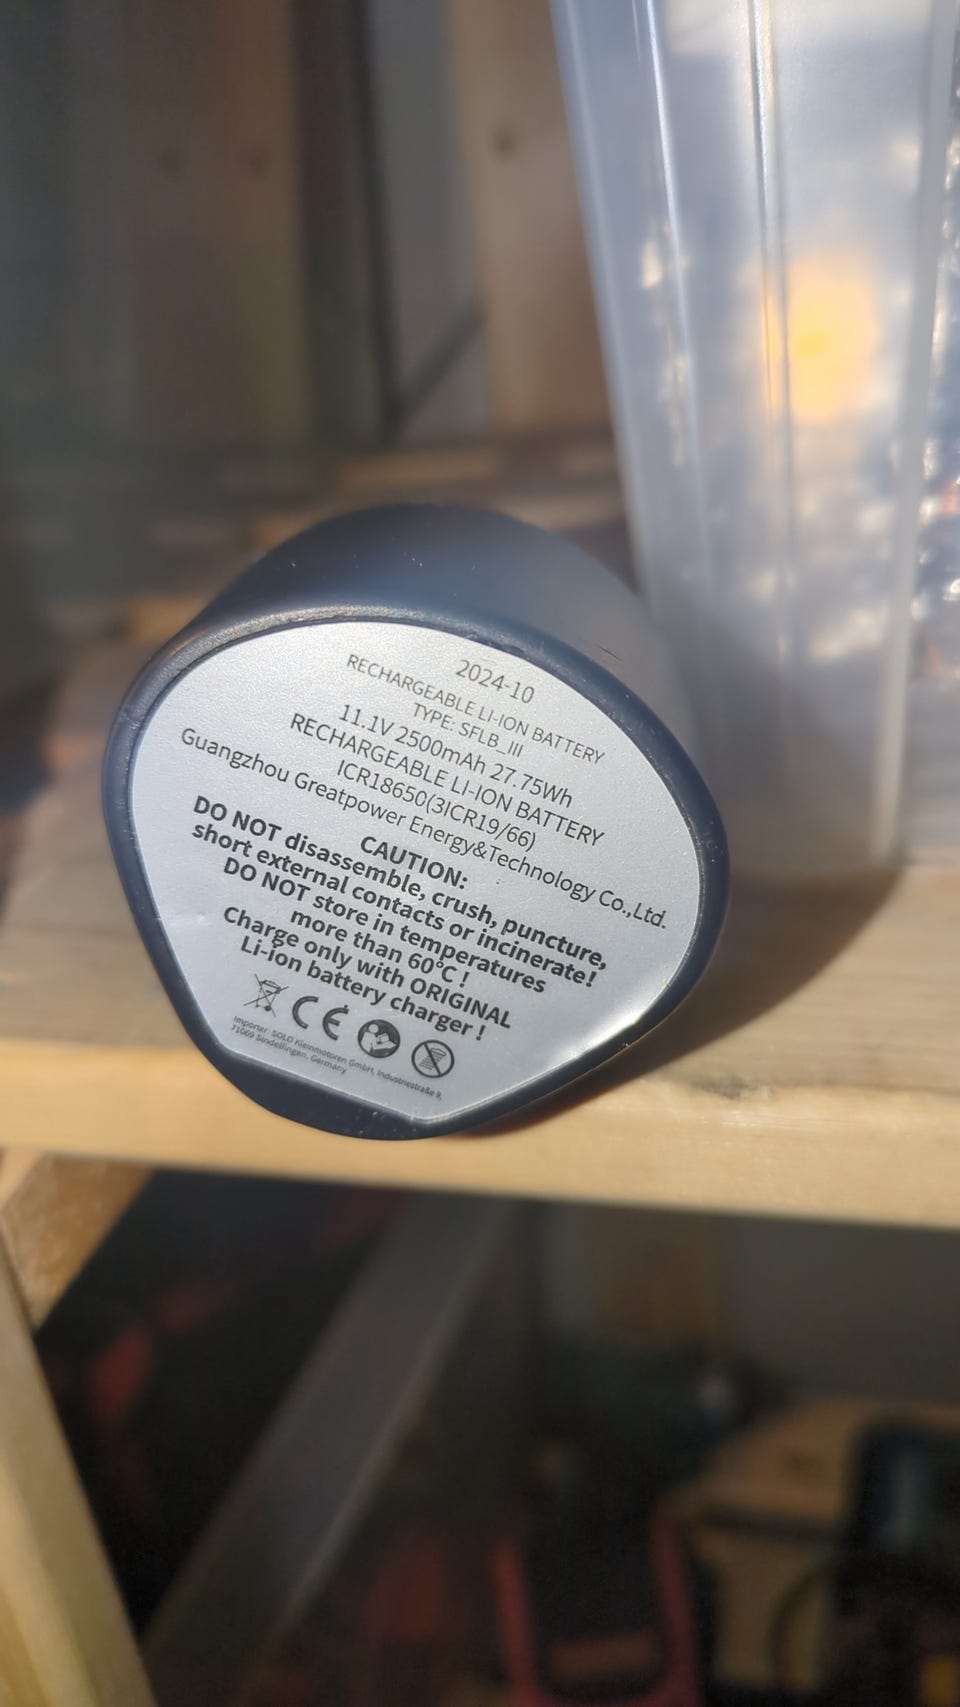 2024-10
RECHARGEABLE LI-ION BATTERY
TYPE: SFLB_III
11.1V 2500mAh 27.75Wh
RECHARGEABLE LI-ION BATTERY
ICR18650(3ICR19/66)
Guangzhou Greatpower Energy&Technology Co.,Ltd.
CAUTION:
DO NOT disassemble, crush, puncture,
short external contacts or incinerate!
DO NOT store in temperatures
more than 60°C !
Charge only with ORIGINAL
Li-ion battery charger !
CE
Importer: SOLO Kleinmotoren GmbH, Industriestraße 9,
71069 Sindelfingen, Germany